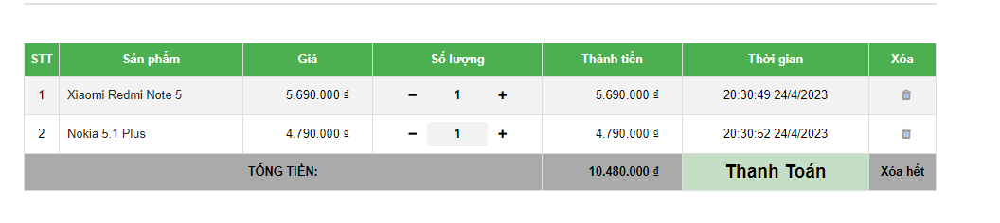 STT Sản phẩm Giá Số lượng Thành tiền Thời gian Xóa
1 Xiaomi Redmi Note 5 5.690.000 ₫ − 1 + 5.690.000 ₫ 20:30:49 24/4/2023
2 Nokia 5.1 Plus 4.790.000 ₫ − 1 + 4.790.000 ₫ 20:30:52 24/4/2023
TỔNG TIỀN: 10.480.000 ₫ Thanh Toán Xóa hết